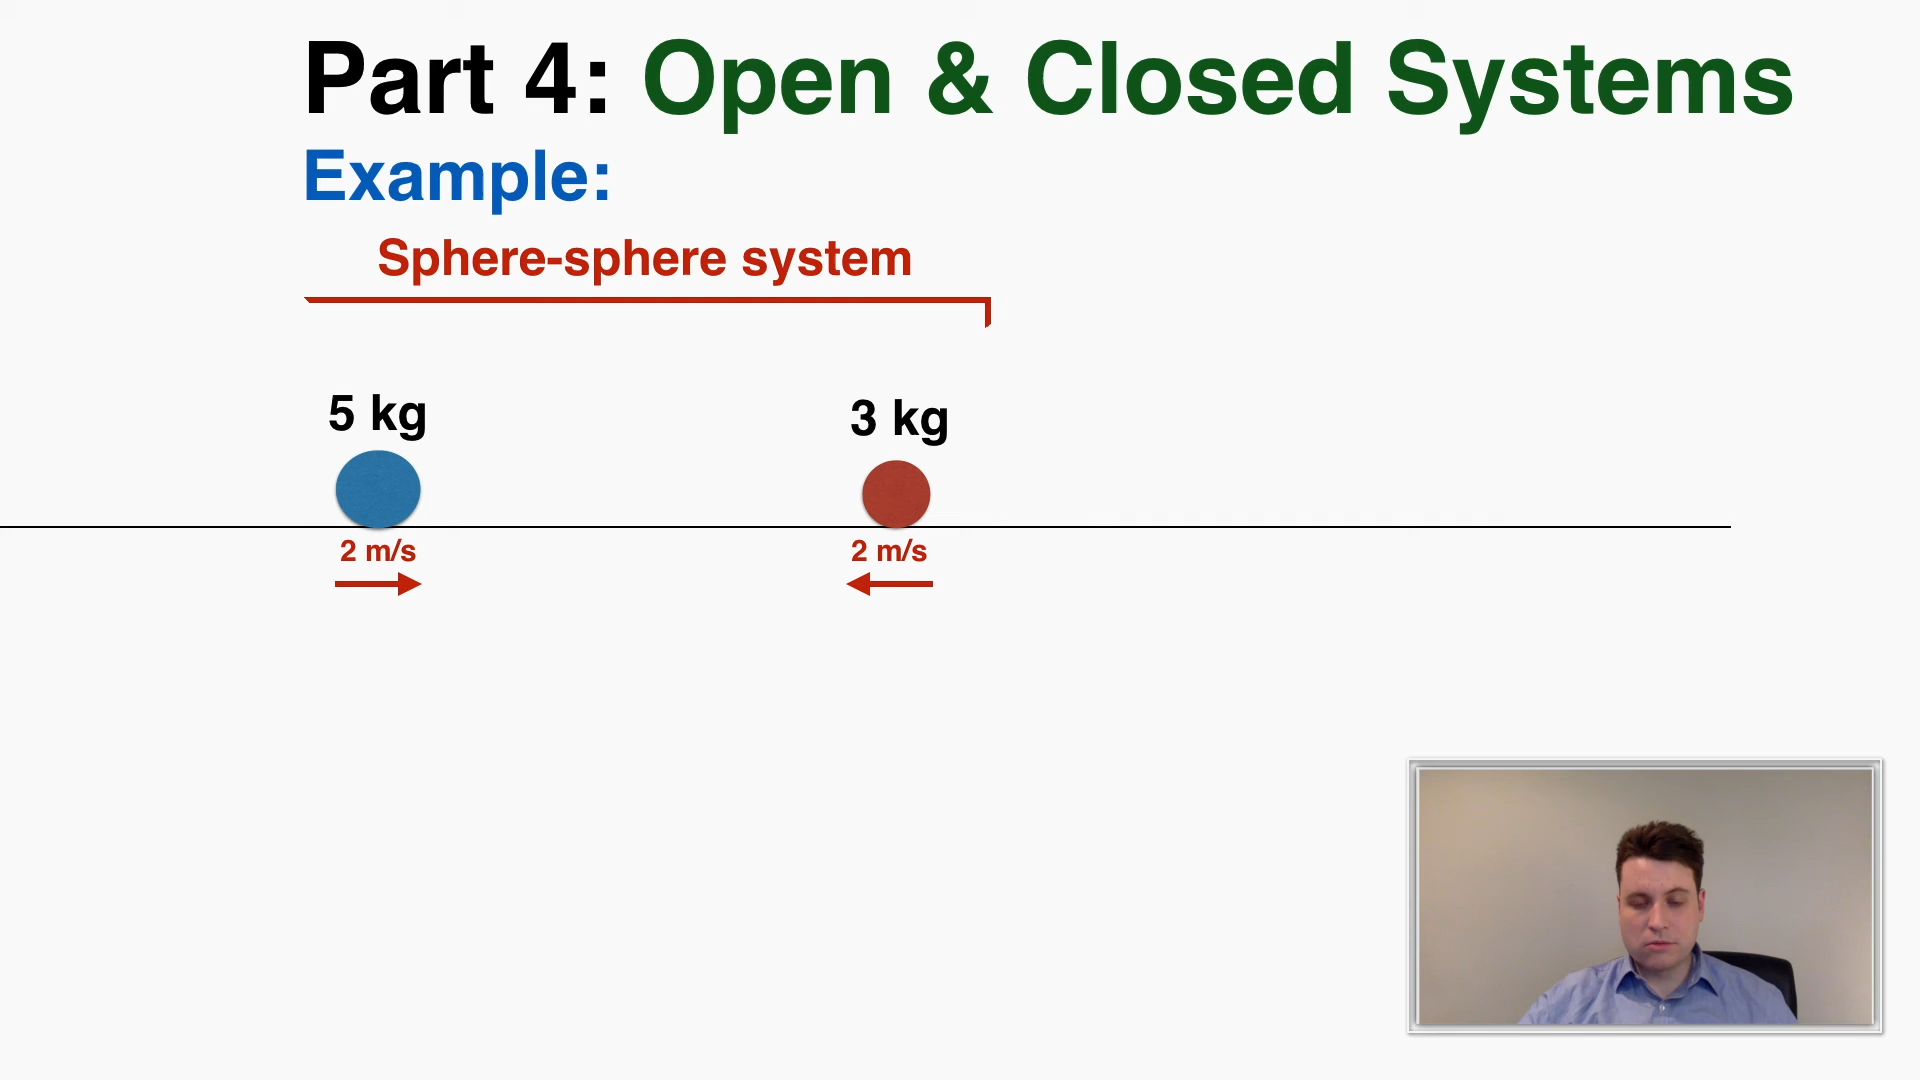 Part 4: Open & Closed Systems
Example:
Sphere-sphere system
5 kg
3 kg
2 m/s
2 m/s